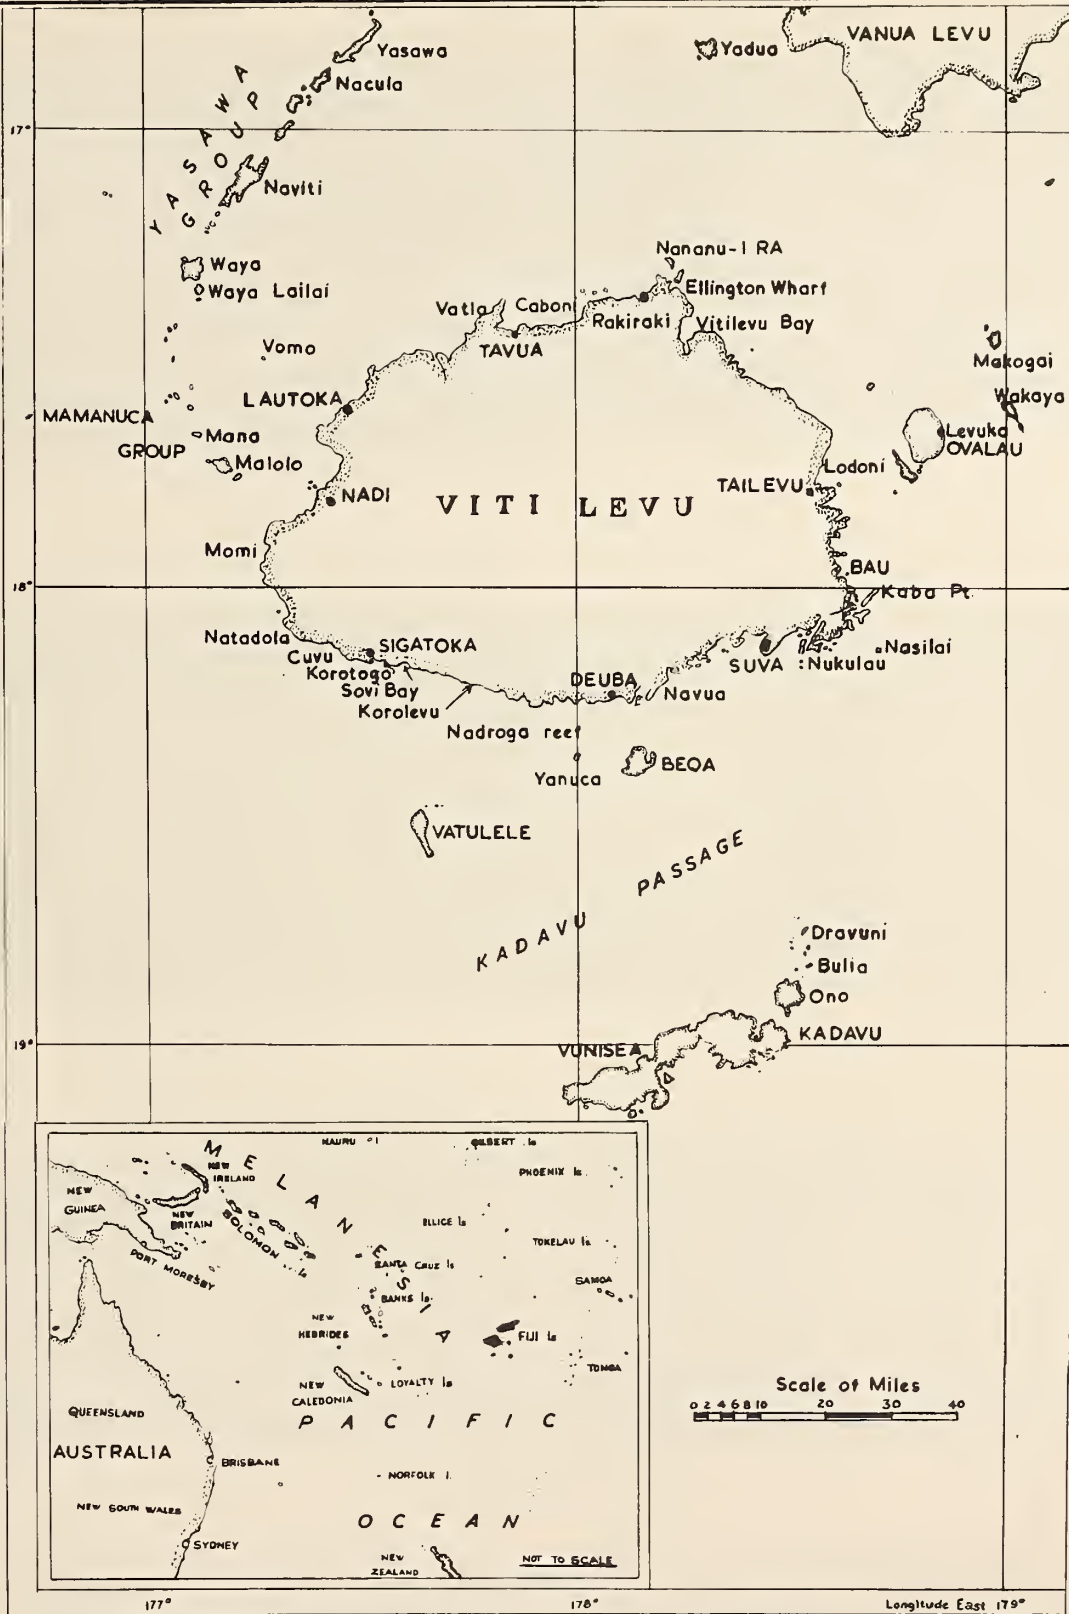 Yasawa
Nacula
YASAWA
GROUP
Naviti
Yadua
VANUA LEVU
17°
Waya
Waya Lailai
Nananu-I RA
Ellington Wharf
Vatia
Caboni
Rakiraki
Vitilevu Bay
TAVUA
Vomo
Makogai
LAUTOKA
Wakaya
MAMANUCA
GROUP
Mana
Malolo
Levuka
OVALAU
Lodoni
NADI
VITI LEVU
TAILEVU
Momi
BAU
18°
Kaba Pt.
Natadola
SIGATOKA
Cuvu
Korotogo
Sovi Bay
Korolevu
SUVA
Nukulau
Nasilai
DEUBA
Navua
Nadroga reef
Yanuca
BEQA
VATULELE
KADAVU PASSAGE
Dravuni
Bulia
Ono
KADAVU
19°
VUNISEA
MELANESIA
NAURU I
GILBERT Is
NEW
IRELAND
PHOENIX Is
NEW
GUINEA
NEW
BRITAIN
SOLOMON Is
ELLICE Is
TOKELAU Is
PORT MORESBY
SANTA CRUZ Is
SAMOA
BANKS Is
NEW
HEBRIDES
FIJI Is
TONGA
NEW
CALEDONIA
LOYALTY Is
QUEENSLAND
PACIFIC
AUSTRALIA
BRISBANE
NORFOLK I.
NEW SOUTH WALES
OCEAN
SYDNEY
NEW
ZEALAND
NOT TO SCALE
Scale of Miles
0 2 4 6 8 10 20 30 40
177°
178°
Longitude East 179°